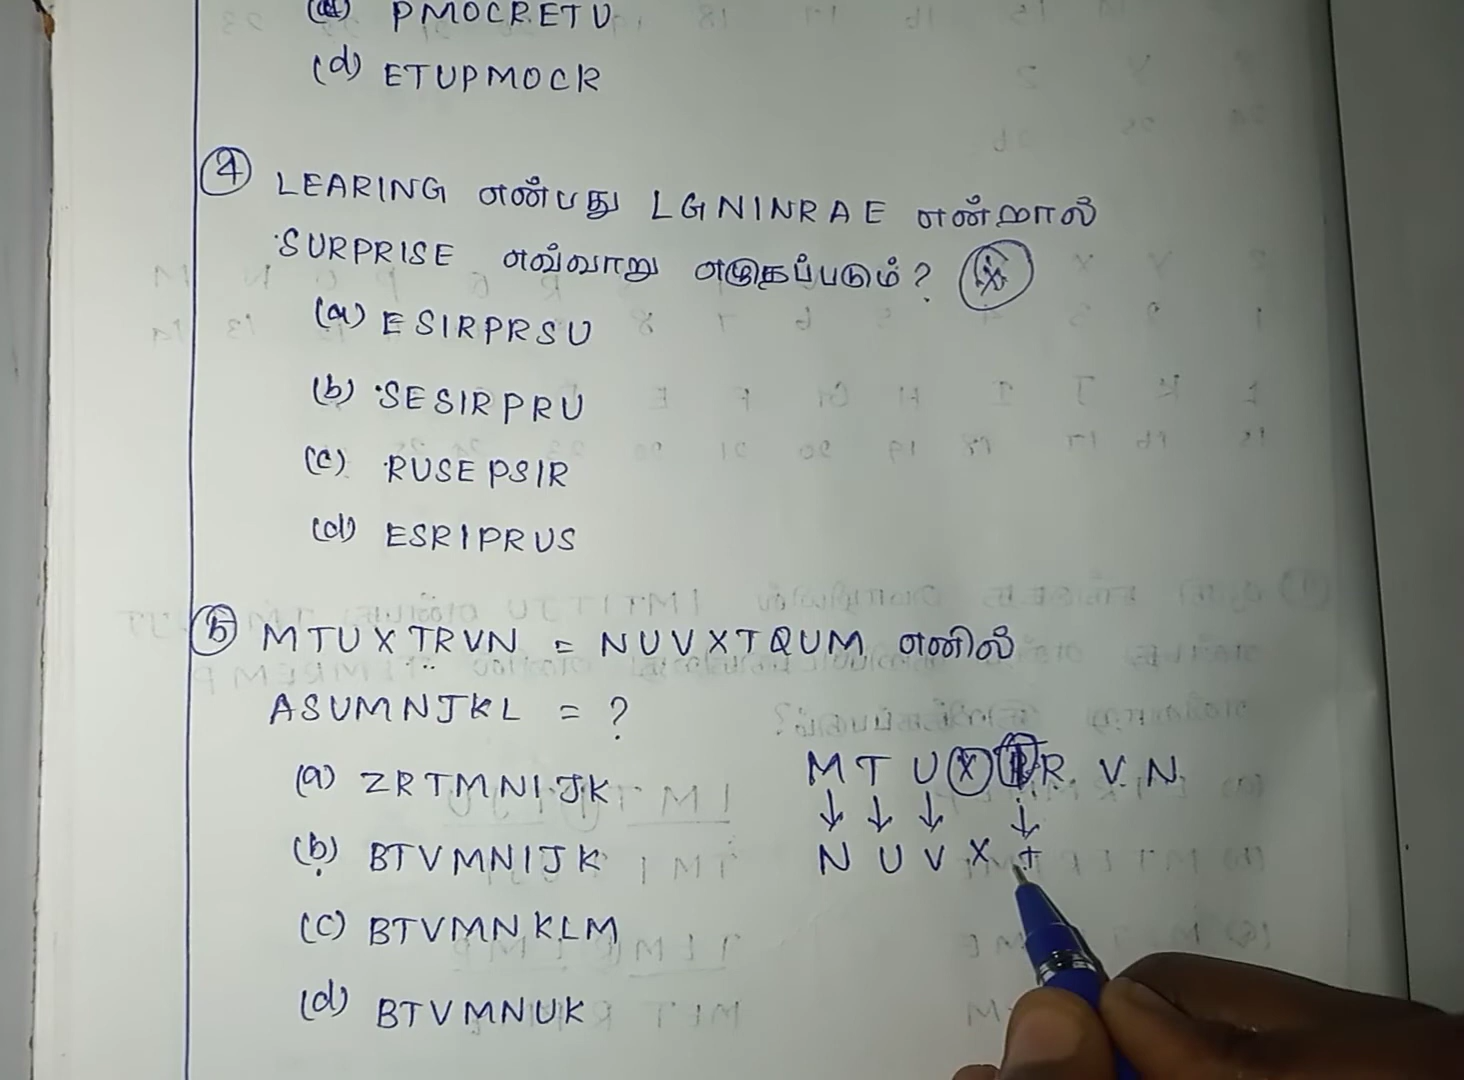 PMOCRETU
(d) ETUPMOCR
4 LEARING என்பது LGNINRAE என்றால்
SURPRISE எவ்வாறு எழுதப்படும்?
(a) ESIRPRSU
(b) SESIRPRU
(c) RUSEPSIR
(d) ESRIPRUS
5 MTUXTRVN = NUVXTQUM எனில்
ASUMNJKL = ?
(a) ZRTMNIJK
(b) BTVMNIJK
(c) BTVMNKLM
(d) BTVMNUK
M T U X R V N
↓ ↓ ↓ ↓
N U V X T